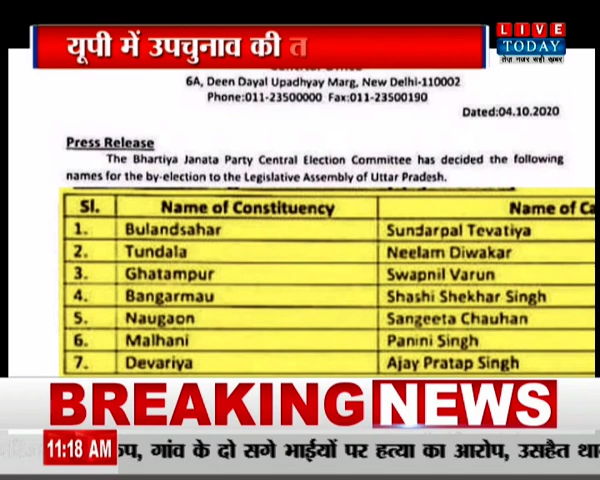 यूपी में उपचुनाव की त
LIVE
TODAY
तेज़ नजर सही ख़बर
6A, Deen Dayal Upadhyay Marg, New Delhi-110002
Phone:011-23500000 Fax:011-23500190
Dated:04.10.2020
Press Release
The Bhartiya Janata Party Central Election Committee has decided the following
names for the by-election to the Legislative Assembly of Uttar Pradesh.
Sl. Name of Constituency Name of Ca
1. Bulandsahar Sundarpal Tevatiya
2. Tundala Neelam Diwakar
3. Ghatampur Swapnil Varun
4. Bangarmau Shashi Shekhar Singh
5. Naugaon Sangeeta Chauhan
6. Malhani Panini Singh
7. Devariya Ajay Pratap Singh
BREAKING NEWS
11:18 AM प, गांव के दो सगे भाईयों पर हत्या का आरोप, उसहैत था